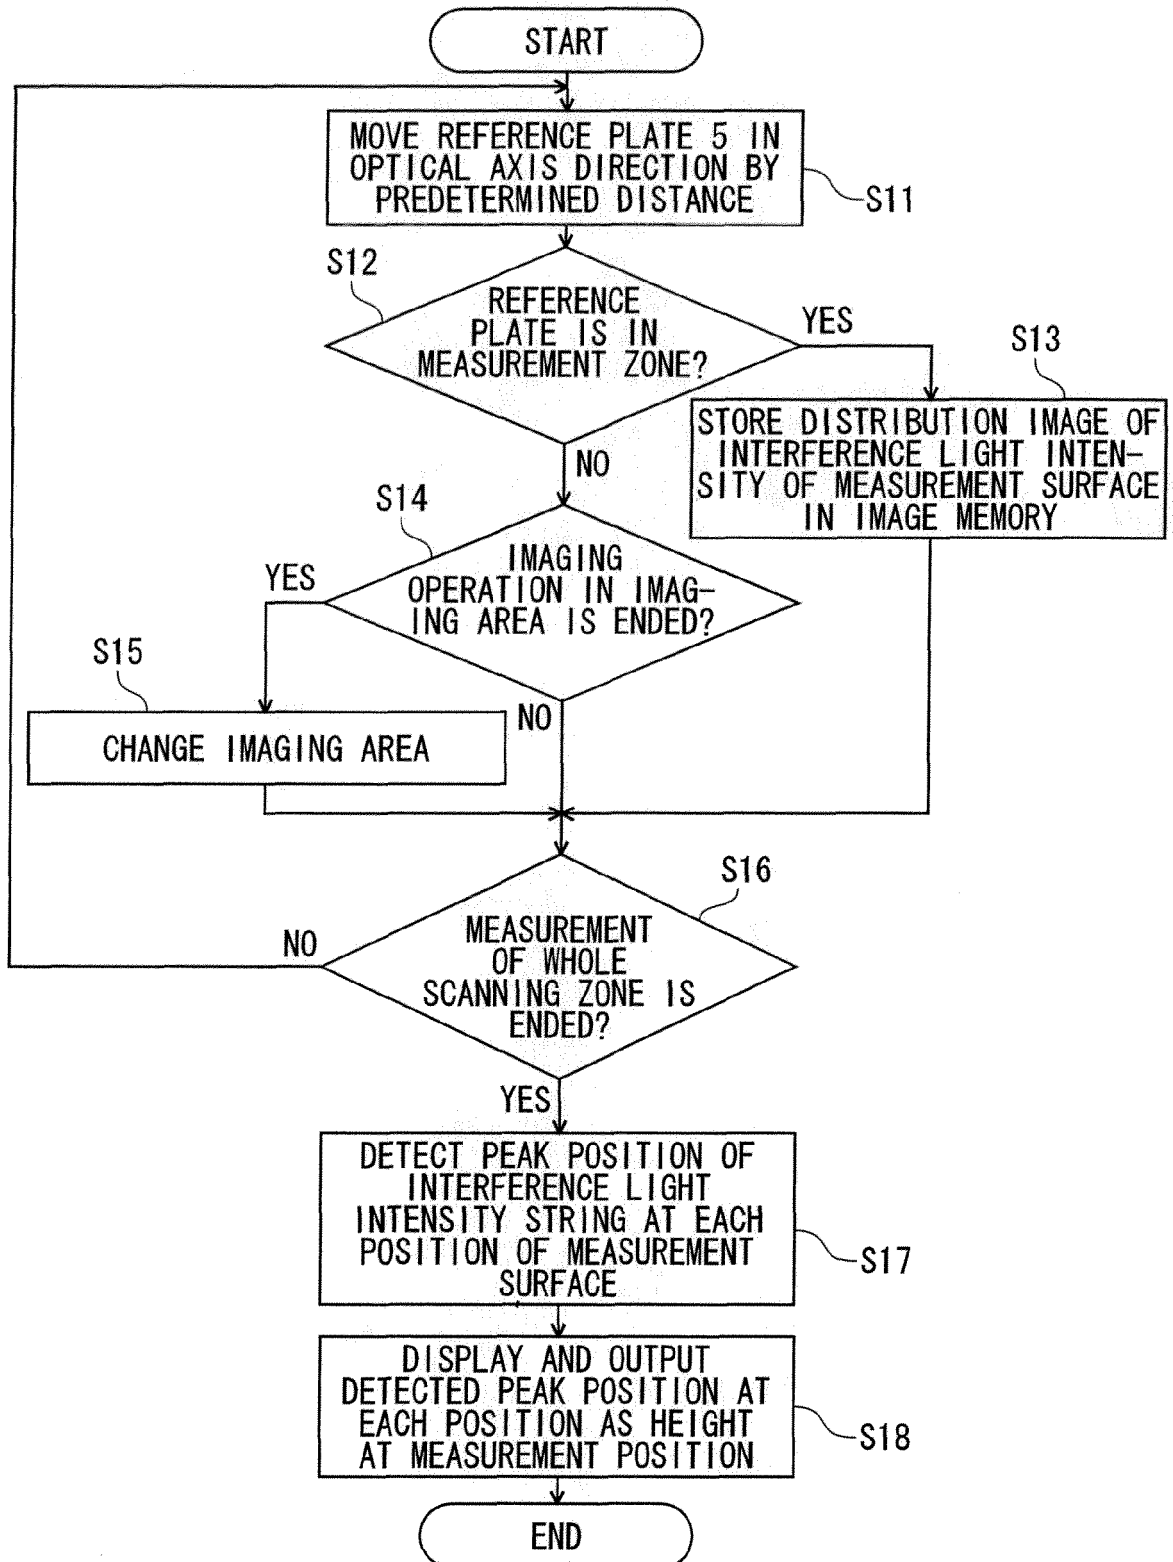 START
MOVE REFERENCE PLATE 5 IN
OPTICAL AXIS DIRECTION BY
PREDETERMINED DISTANCE
S11
S12
REFERENCE
PLATE IS IN
MEASUREMENT ZONE?
YES
S13
STORE DISTRIBUTION IMAGE OF
INTERFERENCE LIGHT INTEN-
SITY OF MEASUREMENT SURFACE
IN IMAGE MEMORY
NO
S14
IMAGING
OPERATION IN IMAG-
ING AREA IS ENDED?
YES
S15
CHANGE IMAGING AREA
NO
S16
MEASUREMENT
OF WHOLE
SCANNING ZONE IS
ENDED?
NO
YES
DETECT PEAK POSITION OF
INTERFERENCE LIGHT
INTENSITY STRING AT EACH
POSITION OF MEASUREMENT
SURFACE
S17
DISPLAY AND OUTPUT
DETECTED PEAK POSITION AT
EACH POSITION AS HEIGHT
AT MEASUREMENT POSITION
S18
END